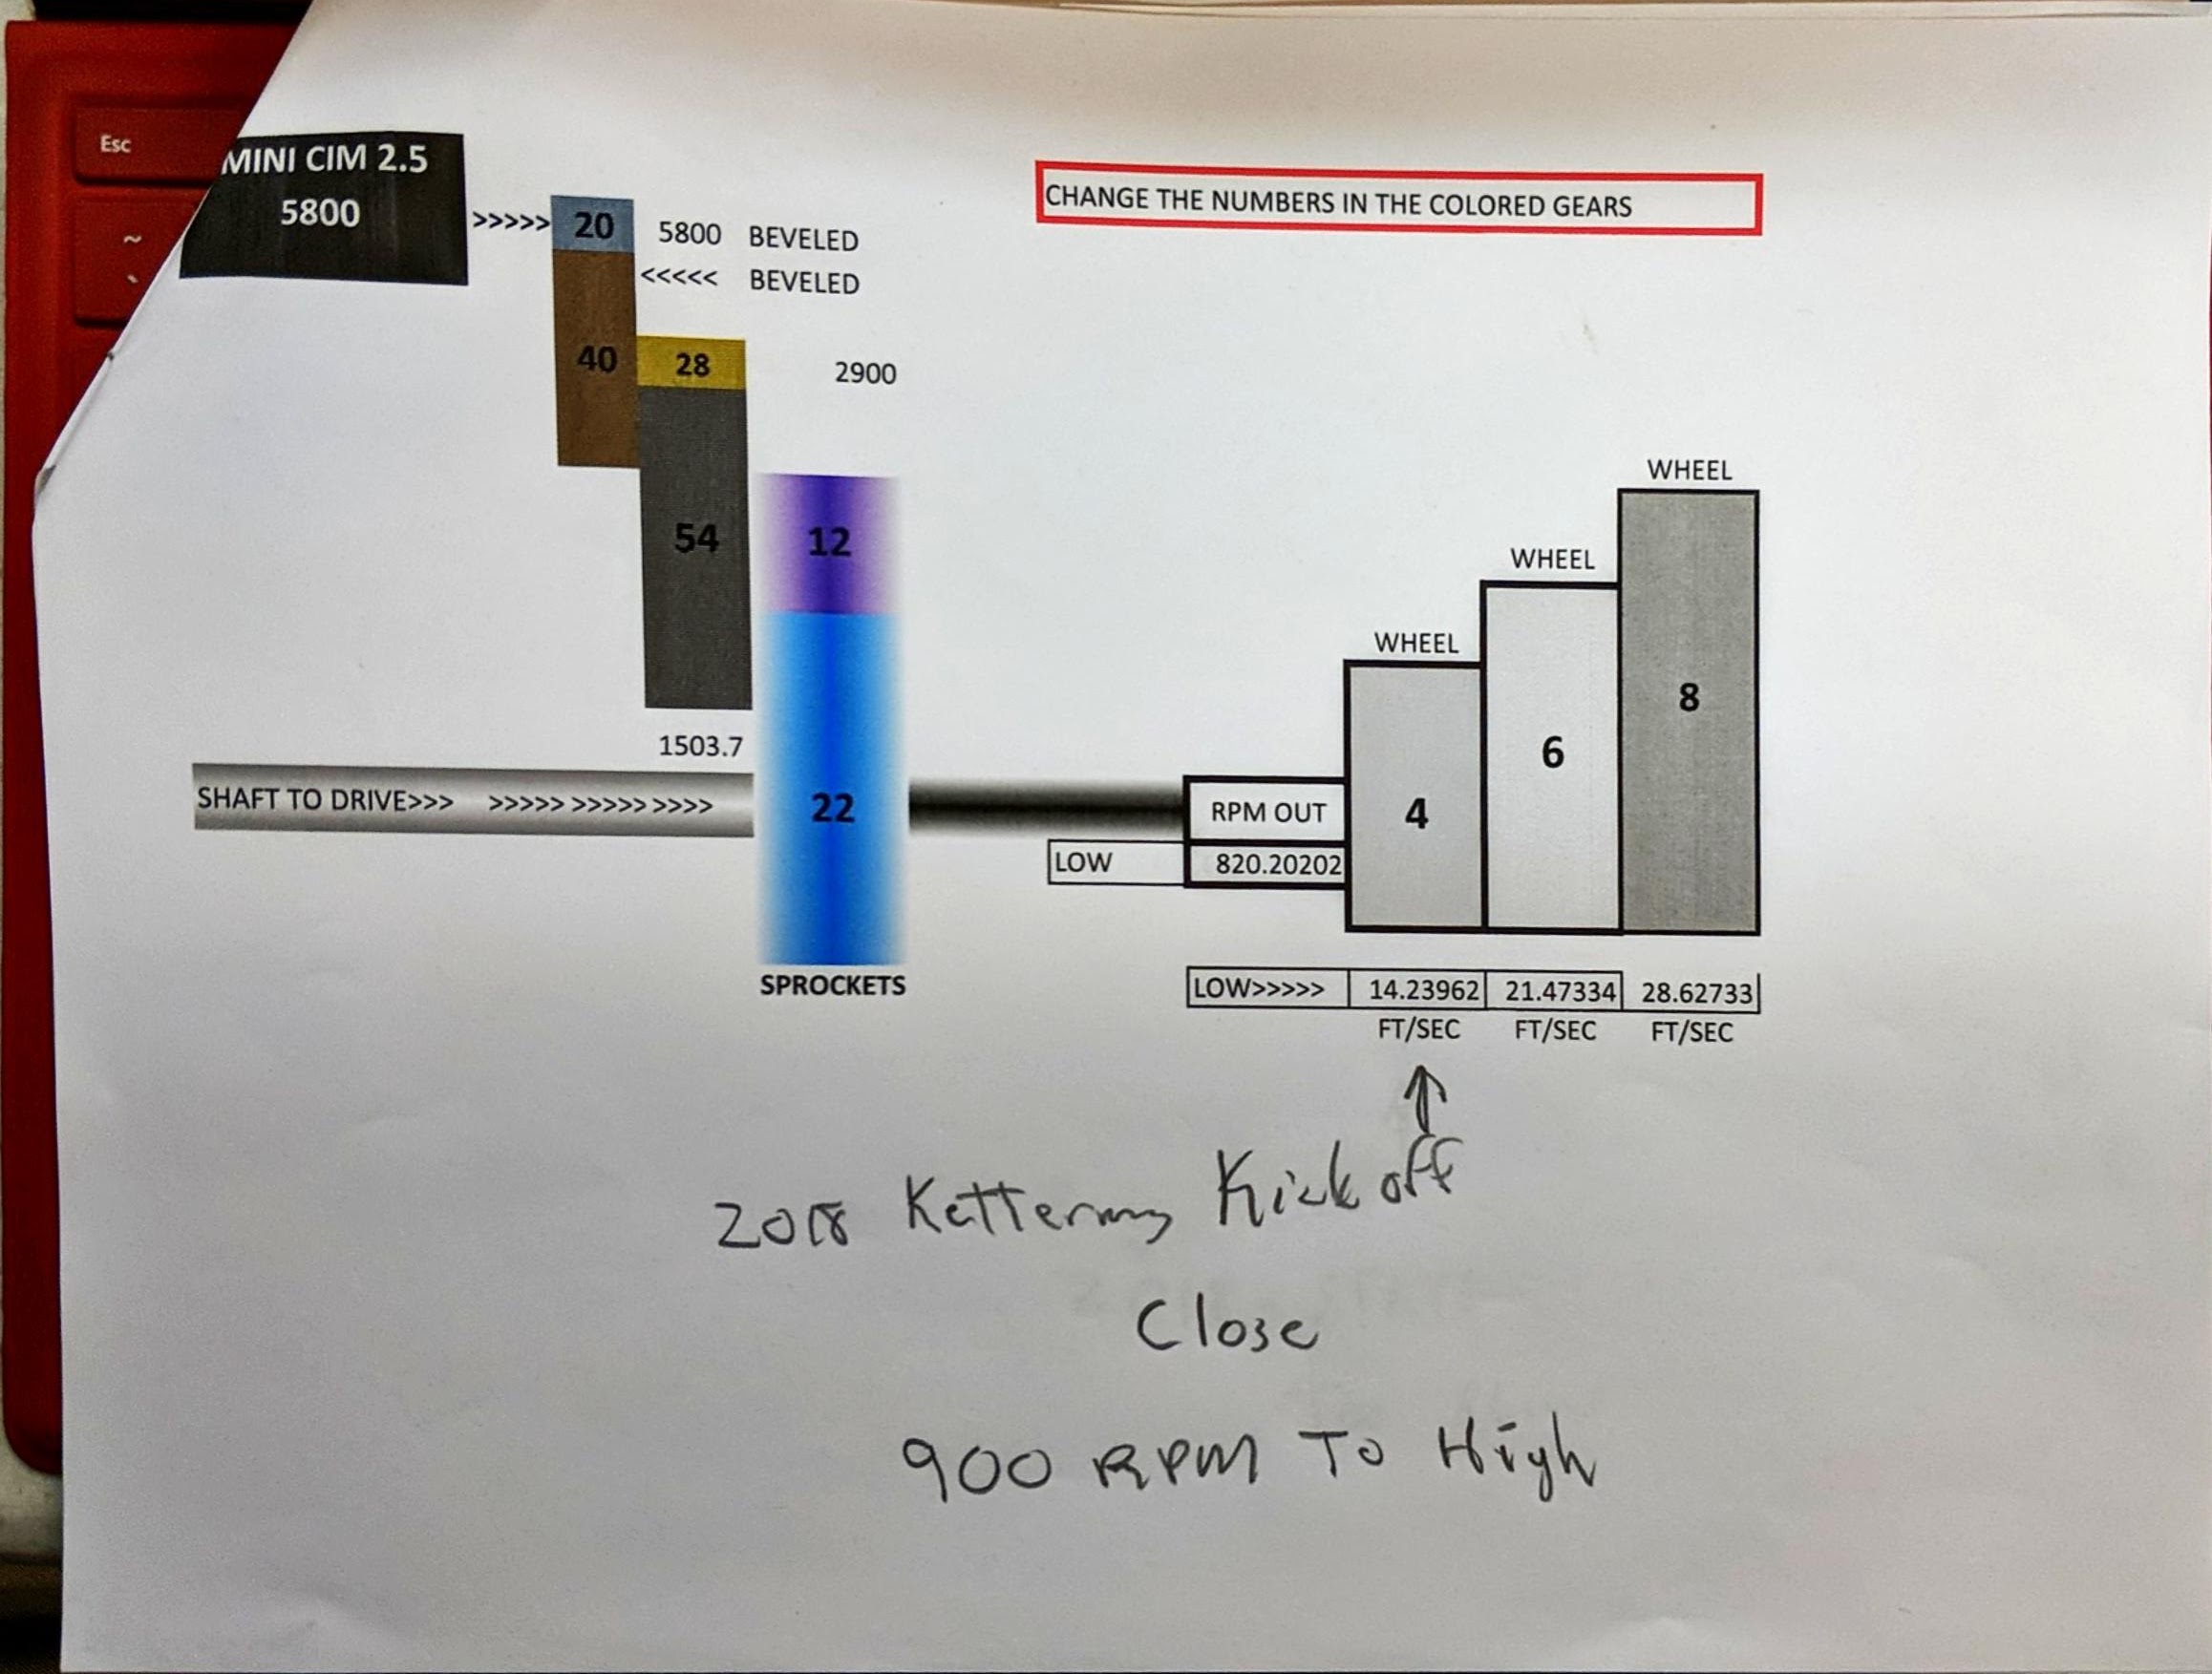 Esc
~
`
MINI CIM 2.5
5800
>>>>> 20 5800 BEVELED
<<<<< BEVELED
CHANGE THE NUMBERS IN THE COLORED GEARS
40 28 2900
54 12
1503.7
SHAFT TO DRIVE>>> >>>>> >>>>> >>>>
22
SPROCKETS
RPM OUT
LOW 820.20202
WHEEL
4
WHEEL
6
WHEEL
8
LOW>>>>> 14.23962 21.47334 28.62733
FT/SEC FT/SEC FT/SEC
2018 Kettering Kick off
Close
900 RPM To High